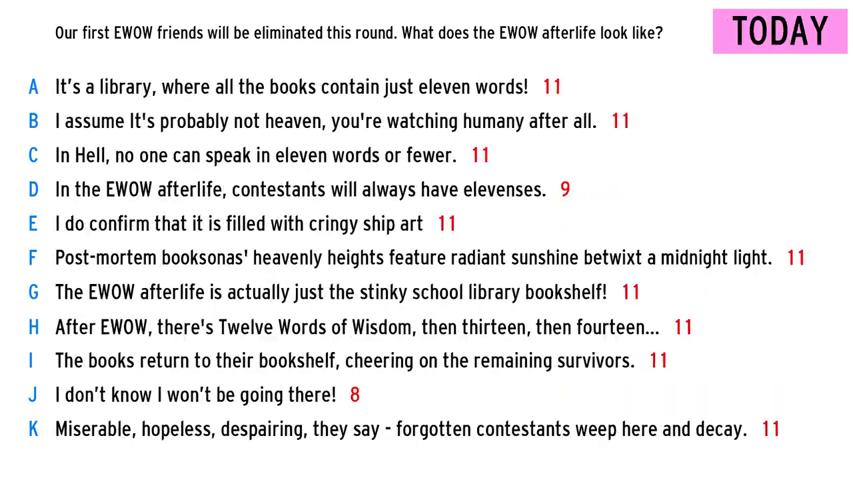 Our first EWOW friends will be eliminated this round. What does the EWOW afterlife look like?
TODAY
A It's a library, where all the books contain just eleven words! 11
B I assume It's probably not heaven, you're watching humany after all. 11
C In Hell, no one can speak in eleven words or fewer. 11
D In the EWOW afterlife, contestants will always have elevenses. 9
E I do confirm that it is filled with cringy ship art 11
F Post-mortem booksonas' heavenly heights feature radiant sunshine betwixt a midnight light. 11
G The EWOW afterlife is actually just the stinky school library bookshelf! 11
H After EWOW, there's Twelve Words of Wisdom, then thirteen, then fourteen... 11
I The books return to their bookshelf, cheering on the remaining survivors. 11
J I don't know I won't be going there! 8
K Miserable, hopeless, despairing, they say - forgotten contestants weep here and decay. 11